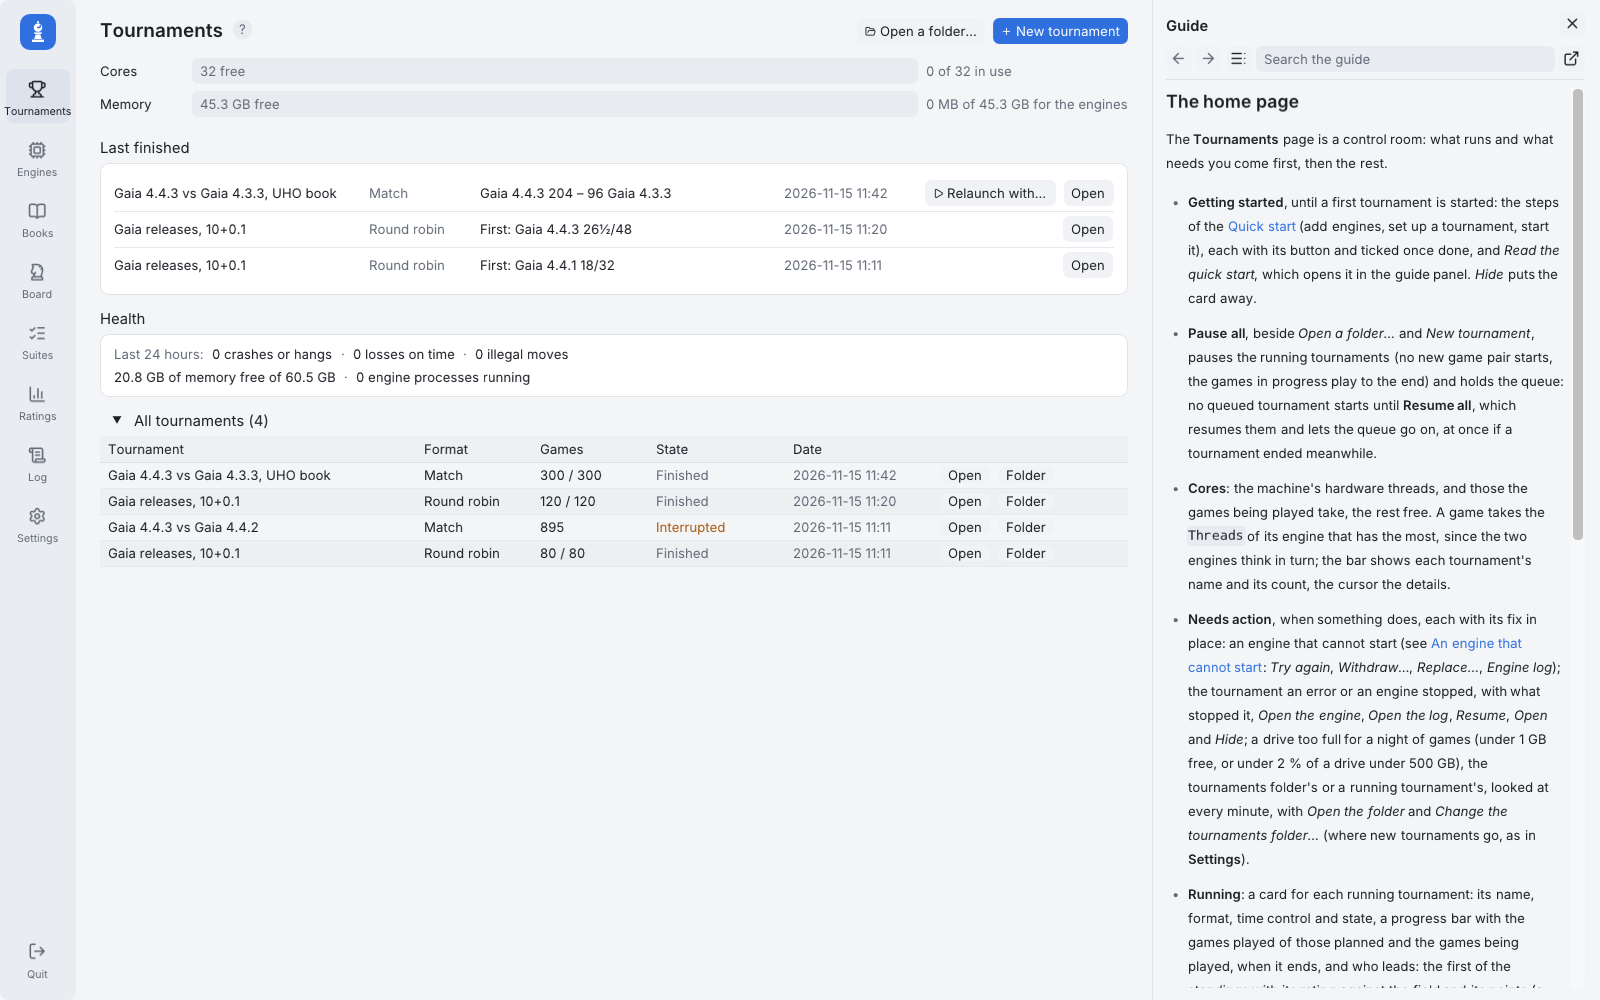 Tournaments ?
Open a folder...
+ New tournament
Cores 32 free 0 of 32 in use
Memory 45.3 GB free 0 MB of 45.3 GB for the engines
Last finished
Gaia 4.4.3 vs Gaia 4.3.3, UHO book Match Gaia 4.4.3 204 – 96 Gaia 4.3.3 2026-11-15 11:42 Relaunch with... Open
Gaia releases, 10+0.1 Round robin First: Gaia 4.4.3 26½/48 2026-11-15 11:20 Open
Gaia releases, 10+0.1 Round robin First: Gaia 4.4.1 18/32 2026-11-15 11:11 Open
Health
Last 24 hours: 0 crashes or hangs · 0 losses on time · 0 illegal moves
20.8 GB of memory free of 60.5 GB · 0 engine processes running
All tournaments (4)
Tournament Format Games State Date
Gaia 4.4.3 vs Gaia 4.3.3, UHO book Match 300 / 300 Finished 2026-11-15 11:42 Open Folder
Gaia releases, 10+0.1 Round robin 120 / 120 Finished 2026-11-15 11:20 Open Folder
Gaia 4.4.3 vs Gaia 4.4.2 Match 895 Interrupted 2026-11-15 11:11 Open Folder
Gaia releases, 10+0.1 Round robin 80 / 80 Finished 2026-11-15 11:11 Open Folder
Tournaments
Engines
Books
Board
Suites
Ratings
Log
Settings
Quit
Guide
Search the guide
The home page
The Tournaments page is a control room: what runs and what
needs you come first, then the rest.
• Getting started, until a first tournament is started: the steps
of the Quick start (add engines, set up a tournament, start
it), each with its button and ticked once done, and Read the
quick start, which opens it in the guide panel. Hide puts the
card away.
• Pause all, beside Open a folder... and New tournament,
pauses the running tournaments (no new game pair starts,
the games in progress play to the end) and holds the queue:
no queued tournament starts until Resume all, which
resumes them and lets the queue go on, at once if a
tournament ended meanwhile.
• Cores: the machine's hardware threads, and those the
games being played take, the rest free. A game takes the
Threads of its engine that has the most, since the two
engines think in turn; the bar shows each tournament's
name and its count, the cursor the details.
• Needs action, when something does, each with its fix in
place: an engine that cannot start (see An engine that
cannot start: Try again, Withdraw..., Replace..., Engine log);
the tournament an error or an engine stopped, with what
stopped it, Open the engine, Open the log, Resume, Open
and Hide; a drive too full for a night of games (under 1 GB
free, or under 2 % of a drive under 500 GB), the
tournaments folder's or a running tournament's, looked at
every minute, with Open the folder and Change the
tournaments folder... (where new tournaments go, as in
Settings).
• Running: a card for each running tournament: its name,
format, time control and state, a progress bar with the
games played of those planned and the games being
played, when it ends, and who leads: the first of the